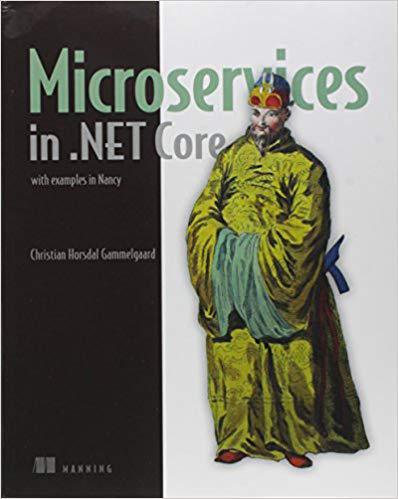 Microservices
in .NET Core
with examples in Nancy
Christian Horsdal Gammelgaard
MANNING